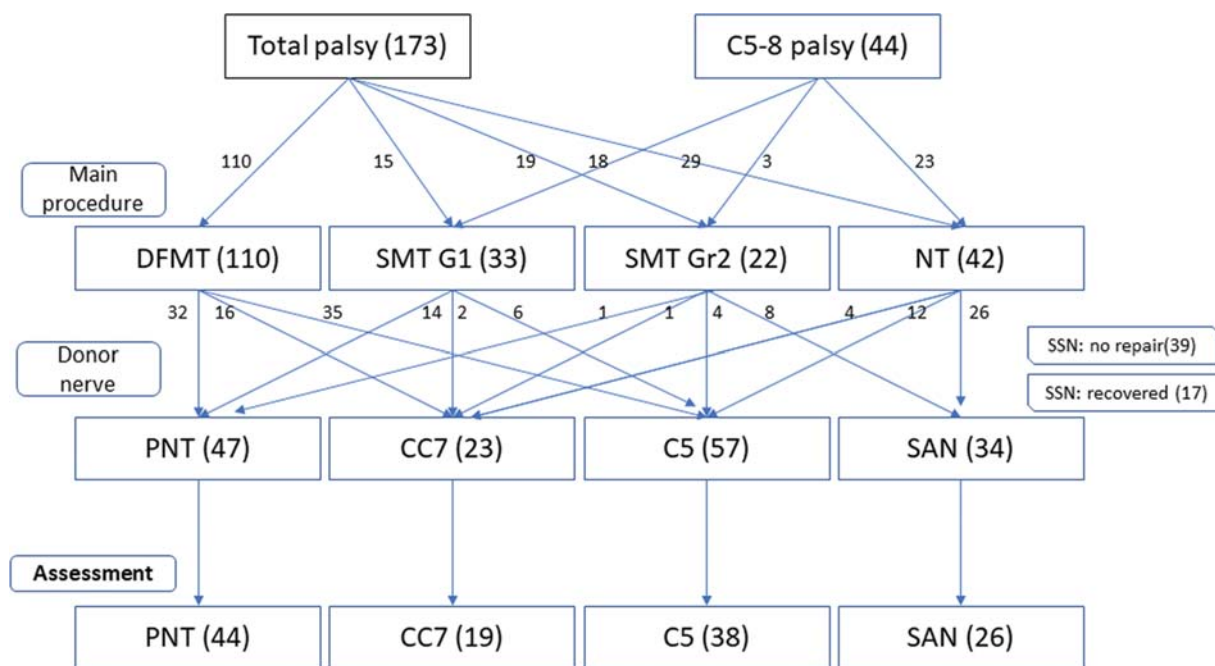 Total palsy (173)
C5-8 palsy (44)
110
15
19
18
29
3
23
Main
procedure
DFMT (110)
SMT G1 (33)
SMT Gr2 (22)
NT (42)
32
16
35
14
2
6
1
1
4
8
4
12
26
Donor
nerve
SSN: no repair(39)
SSN: recovered (17)
PNT (47)
CC7 (23)
C5 (57)
SAN (34)
Assessment
PNT (44)
CC7 (19)
C5 (38)
SAN (26)